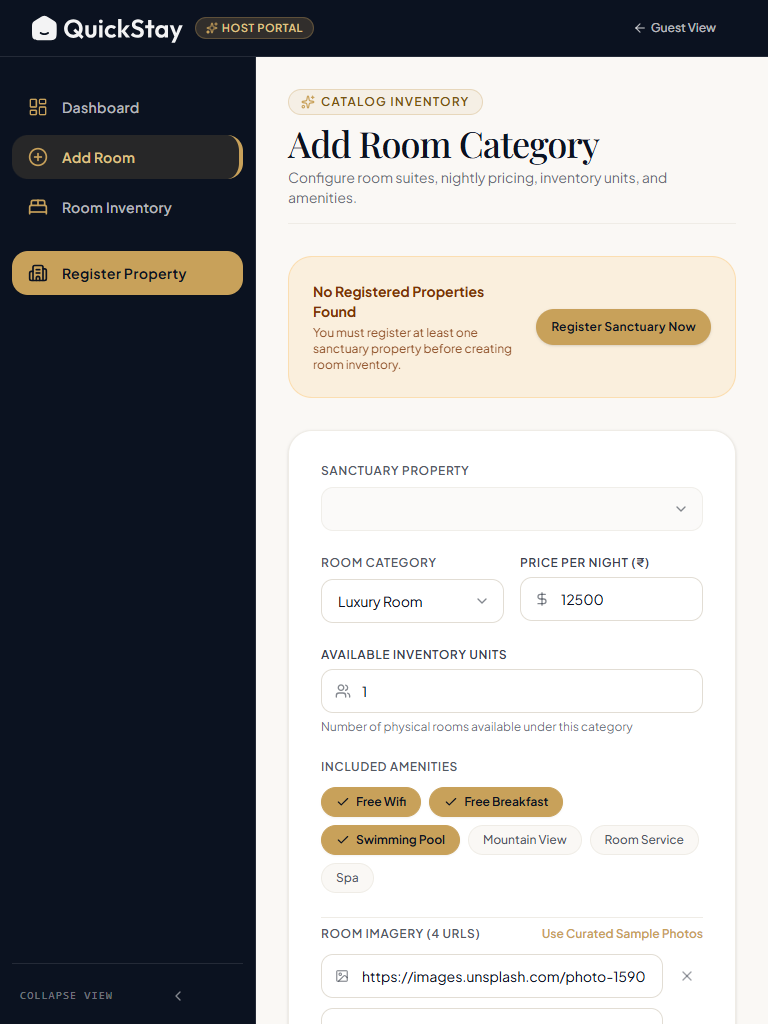 QuickStay
HOST PORTAL
← Guest View
Dashboard
Add Room
Room Inventory
Register Property
COLLAPSE VIEW
CATALOG INVENTORY
Add Room Category
Configure room suites, nightly pricing, inventory units, and
amenities.
No Registered Properties
Found
You must register at least one
sanctuary property before creating
room inventory.
Register Sanctuary Now
SANCTUARY PROPERTY
ROOM CATEGORY
Luxury Room
PRICE PER NIGHT (₹)
$ 12500
AVAILABLE INVENTORY UNITS
1
Number of physical rooms available under this category
INCLUDED AMENITIES
Free Wifi
Free Breakfast
Swimming Pool
Mountain View
Room Service
Spa
ROOM IMAGERY (4 URLS)
Use Curated Sample Photos
https://images.unsplash.com/photo-1590